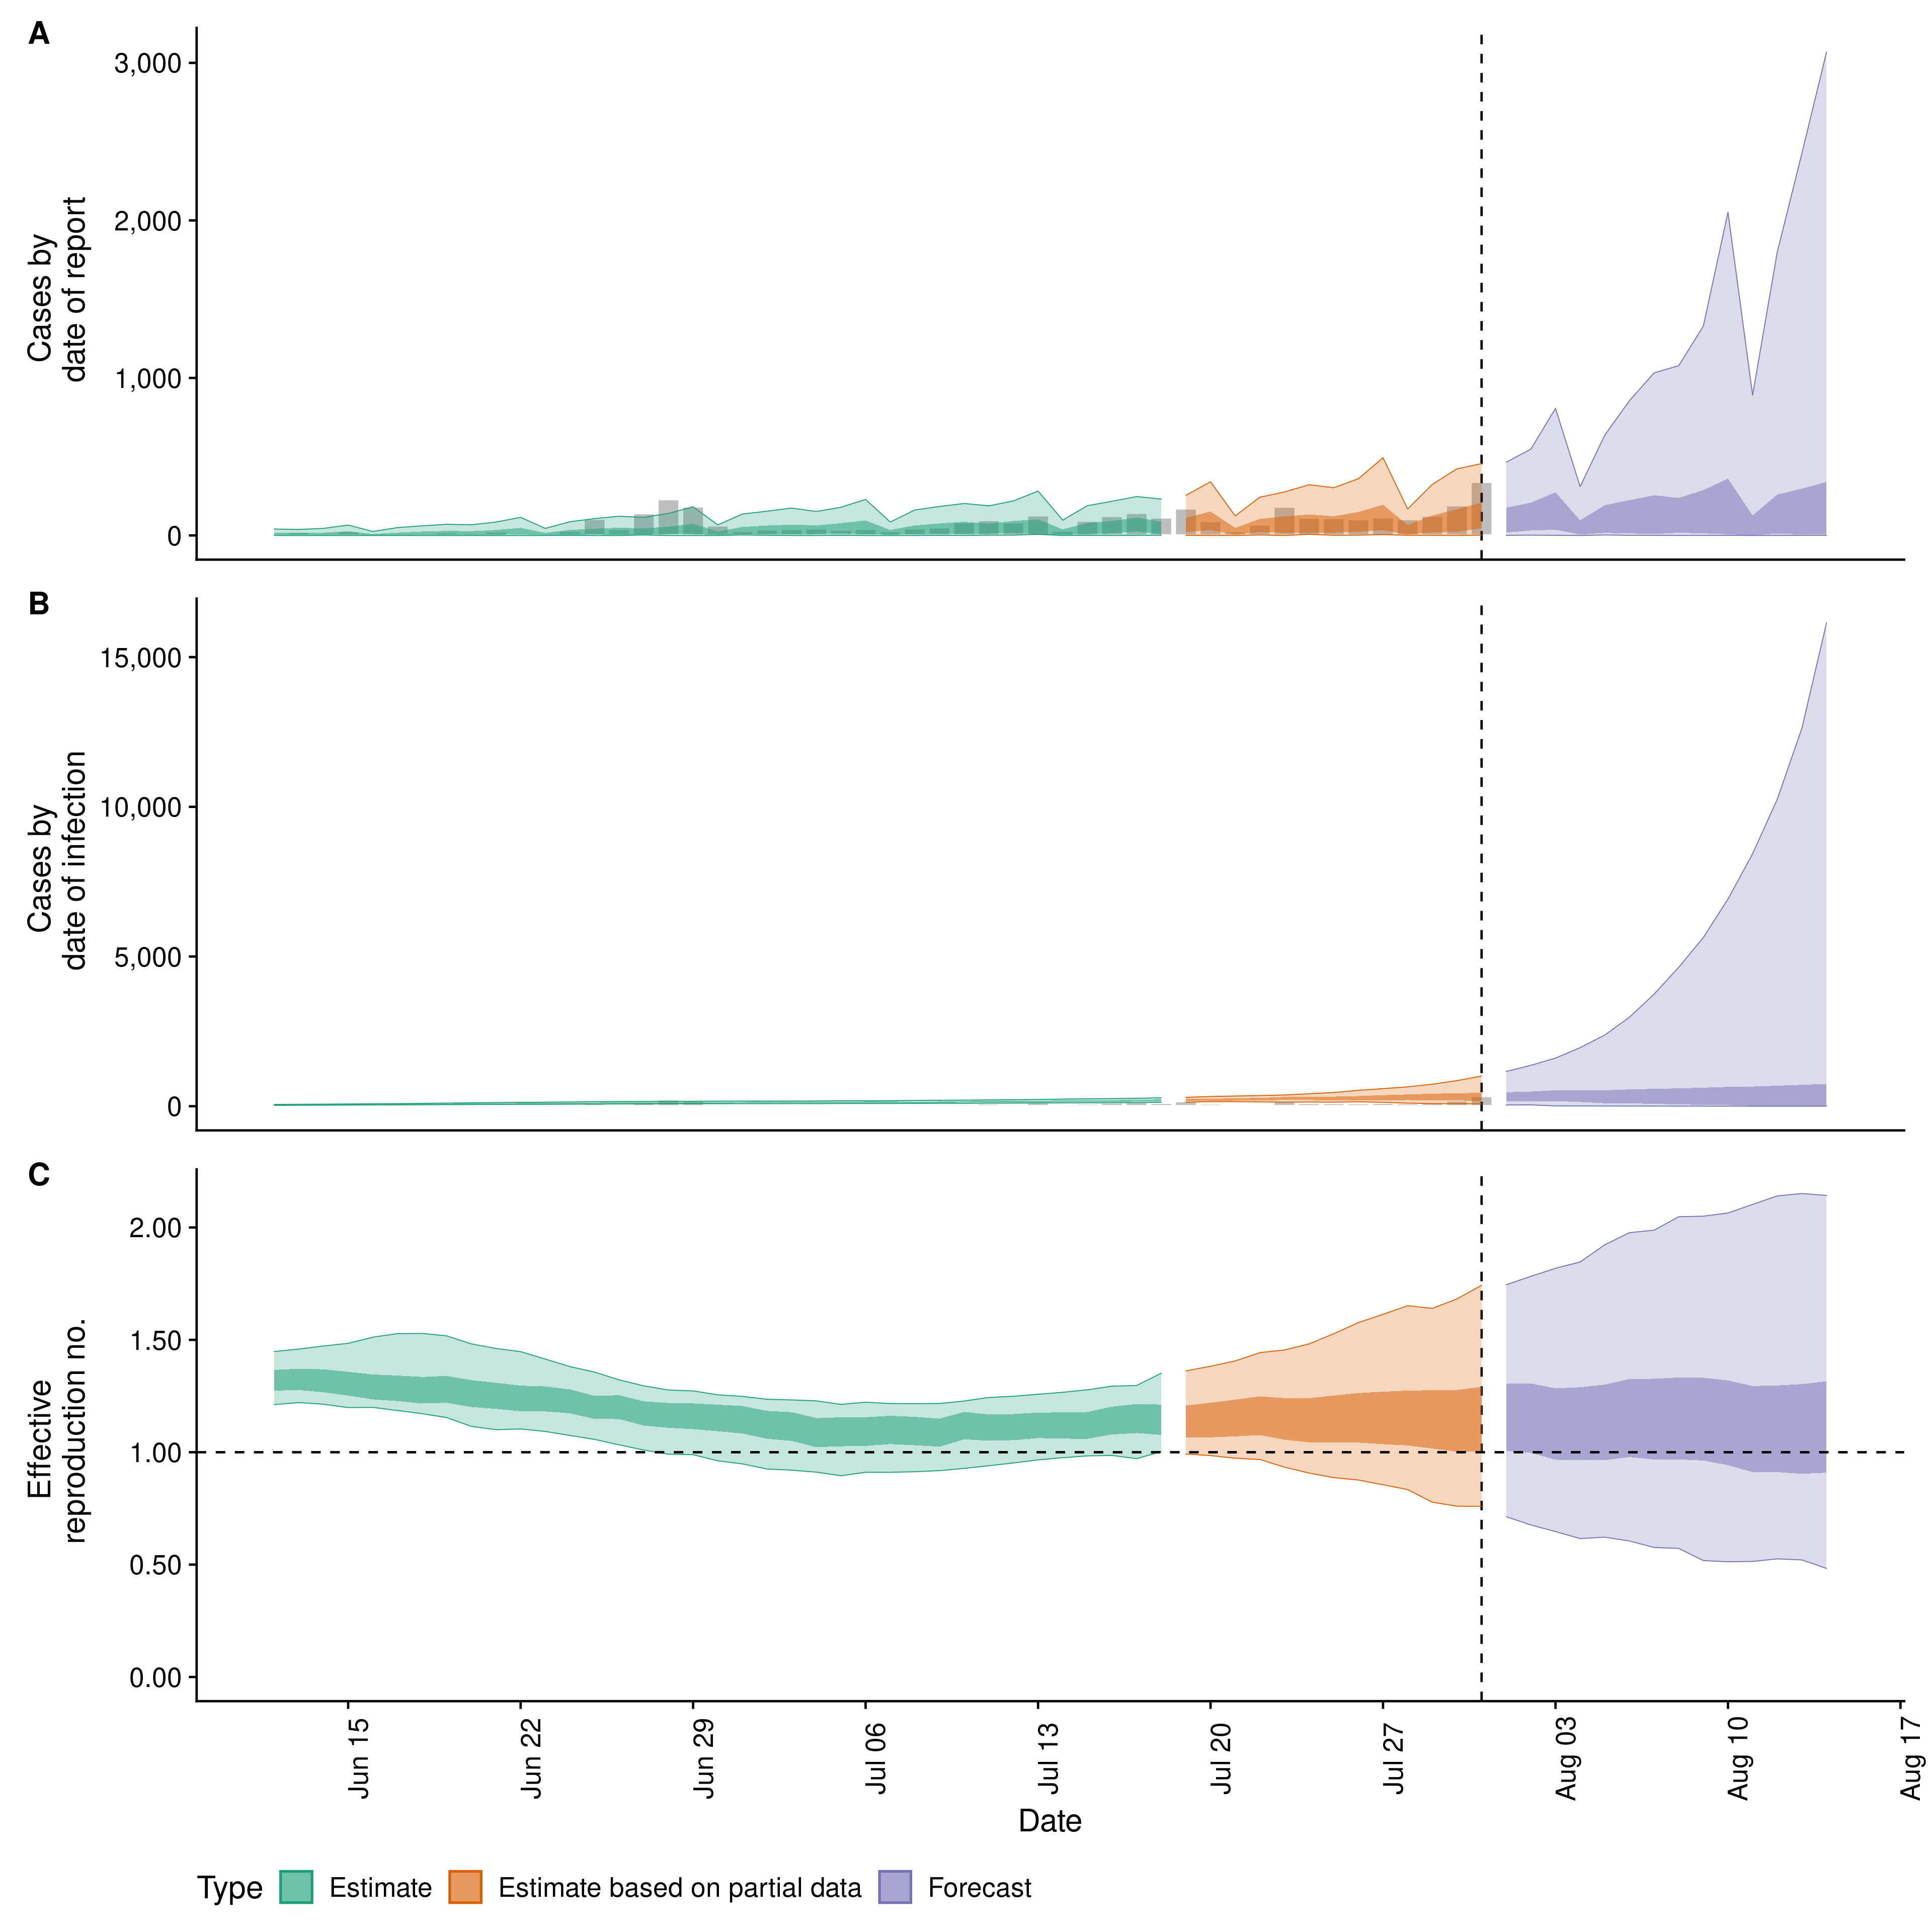 A
Cases by
date of report
3,000
2,000
1,000
0
B
Cases by
date of infection
15,000
10,000
5,000
0
C
Effective
reproduction no.
2.00
1.50
1.00
0.50
0.00
Jun 15
Jun 22
Jun 29
Jul 06
Jul 13
Jul 20
Jul 27
Aug 03
Aug 10
Aug 17
Date
Type Estimate Estimate based on partial data Forecast